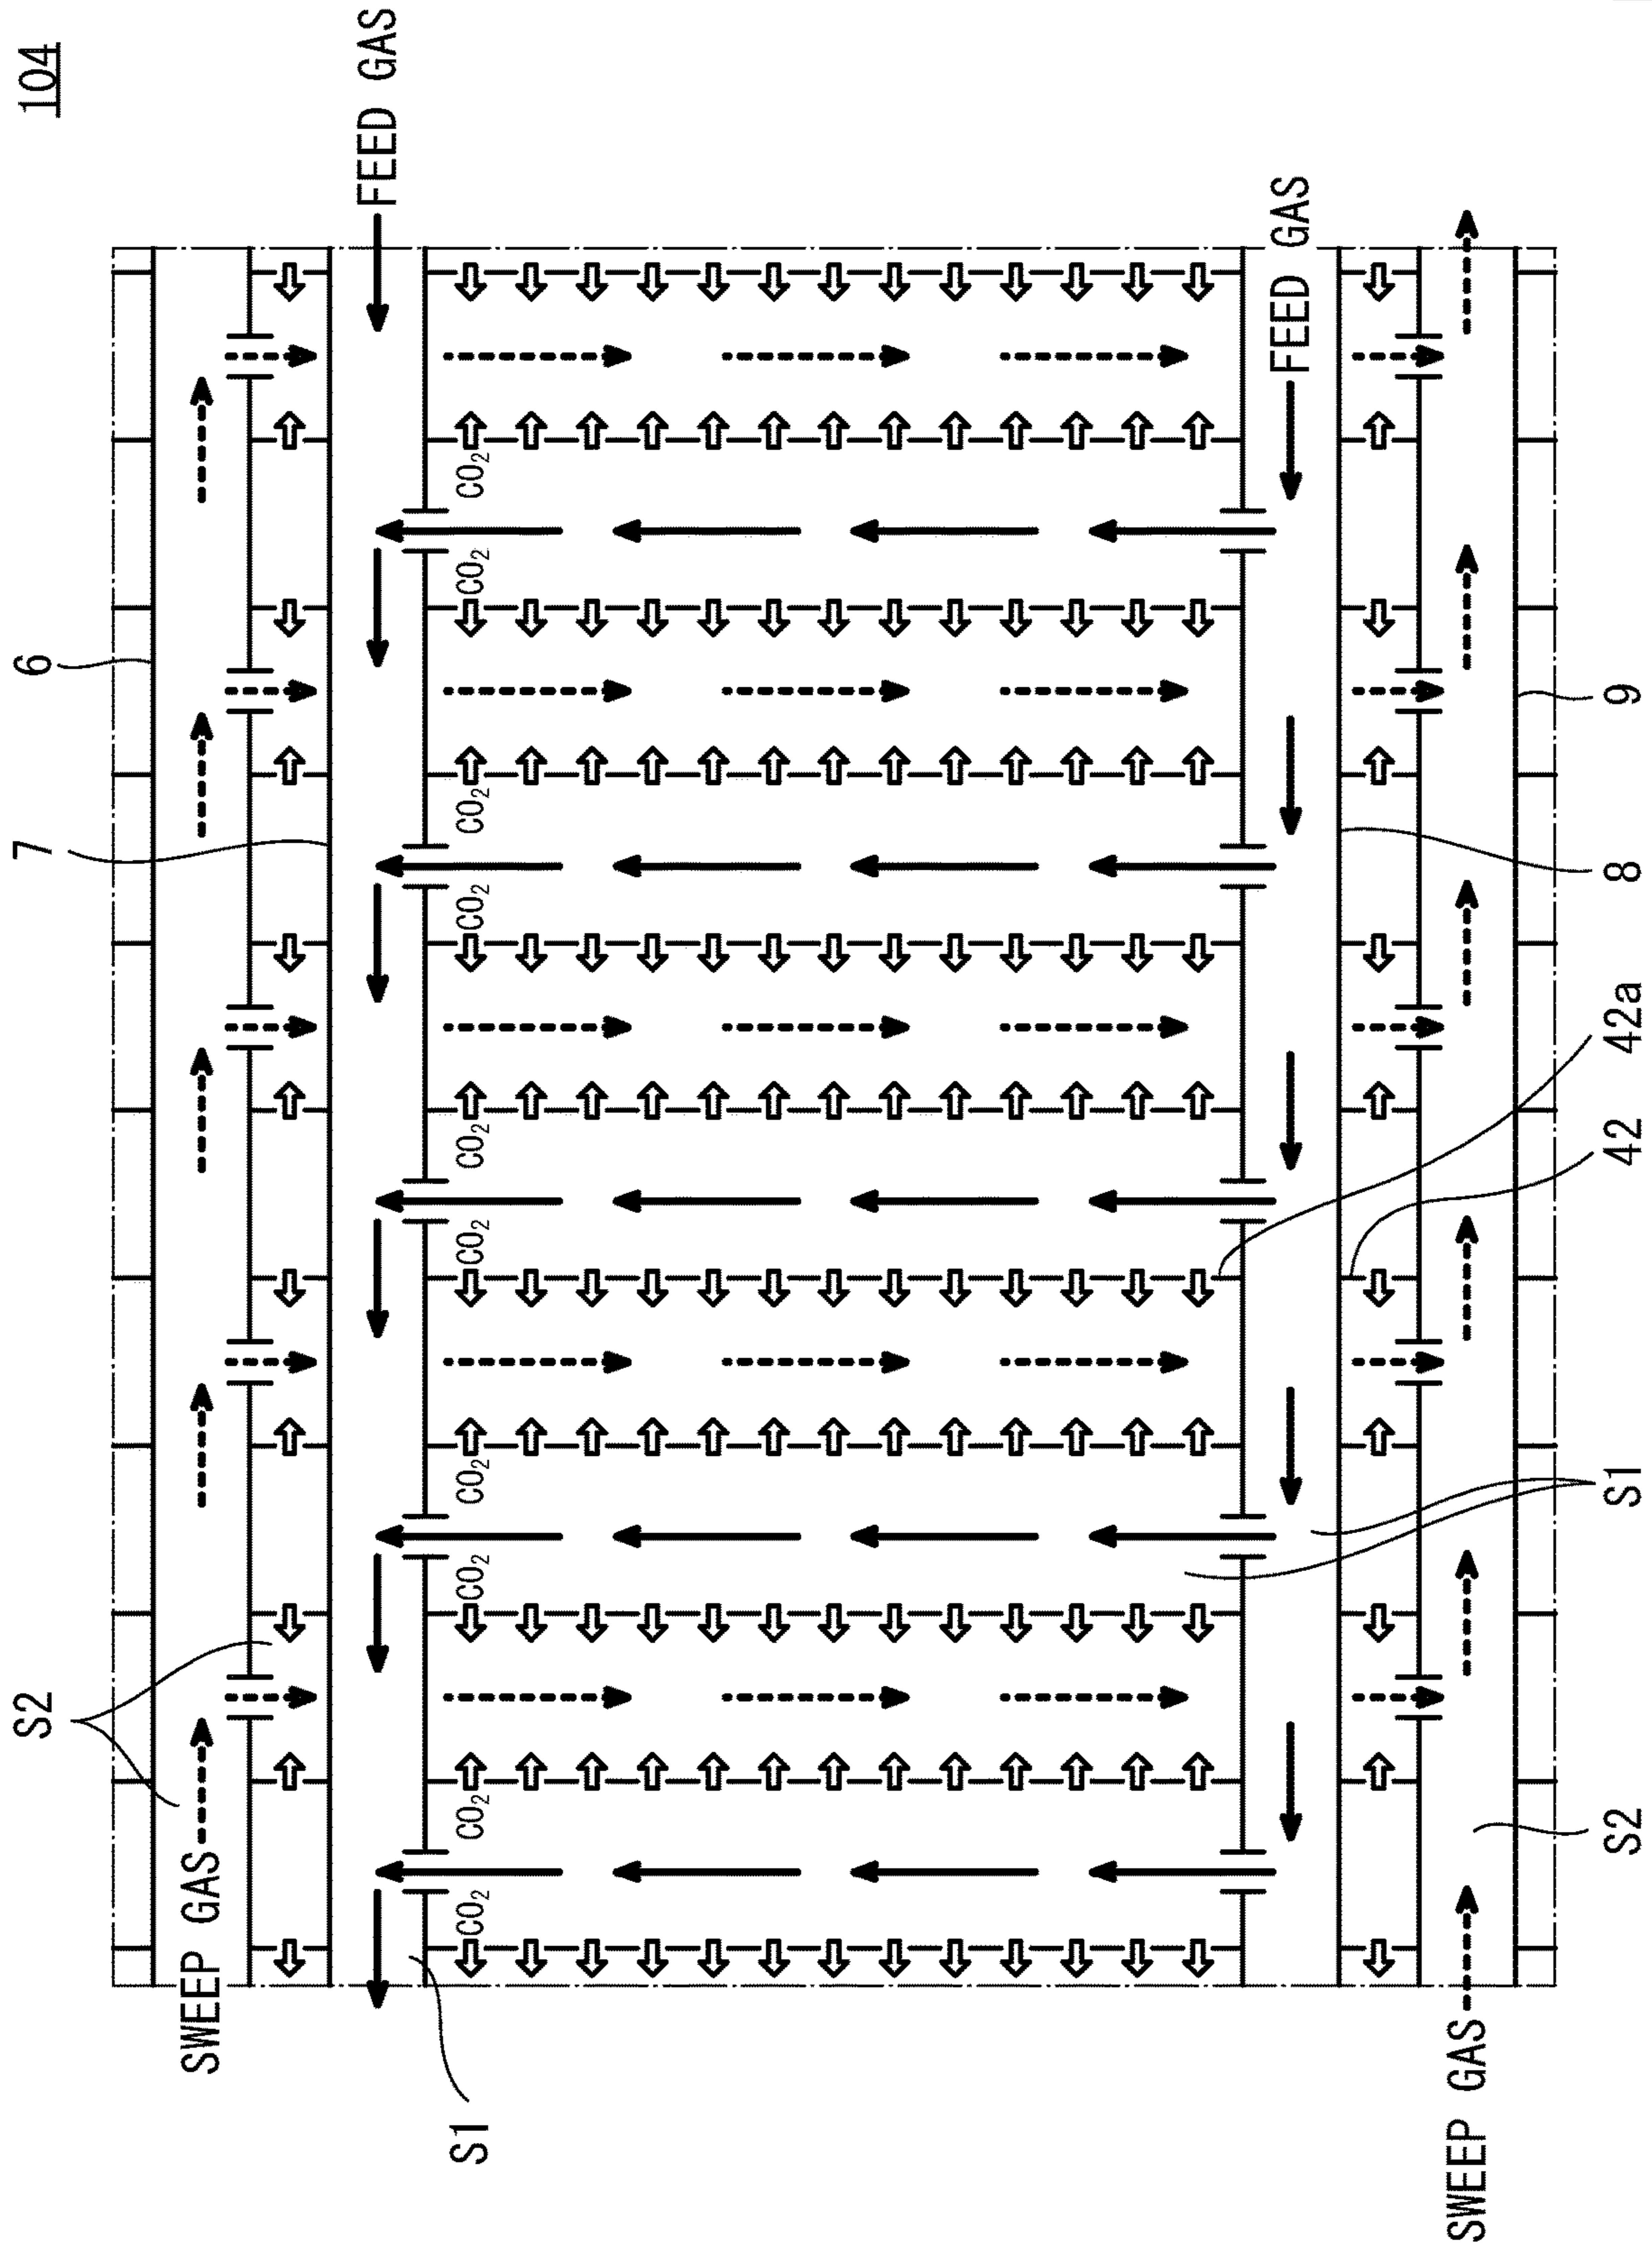 104
FEED GAS
6
7
CO₂
CO₂
CO₂
CO₂
CO₂
CO₂
CO₂
CO₂
CO₂
CO₂
S2
SWEEP GAS
S1
FEED GAS
9
8
42a
42
S1
S2
SWEEP GAS